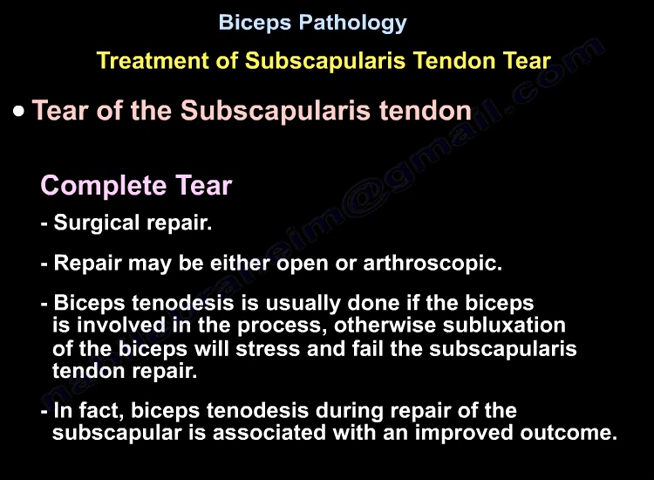 Biceps Pathology
Treatment of Subscapularis Tendon Tear
• Tear of the Subscapularis tendon
Complete Tear
- Surgical repair.
- Repair may be either open or arthroscopic.
- Biceps tenodesis is usually done if the biceps
is involved in the process, otherwise subluxation
of the biceps will stress and fail the subscapularis
tendon repair.
- In fact, biceps tenodesis during repair of the
subscapular is associated with an improved outcome.